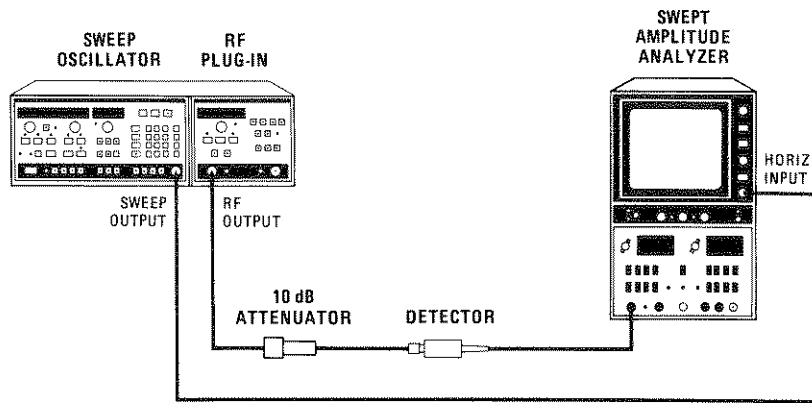 SWEEP
OSCILLATOR
RF
PLUG-IN
SWEPT
AMPLITUDE
ANALYZER
HORIZ
INPUT
SWEEP
OUTPUT
RF
OUTPUT
10 dB
ATTENUATOR
DETECTOR